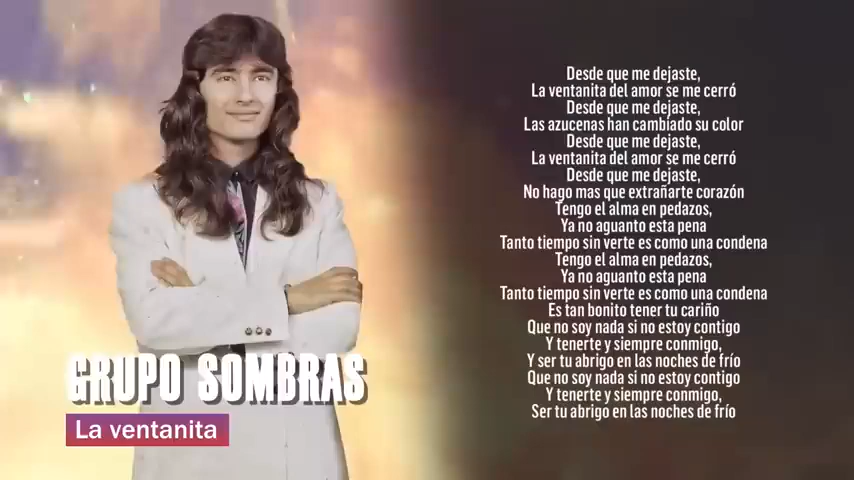 GRUPO SOMBRAS
La ventanita
Desde que me dejaste,
La ventanita del amor se me cerró
Desde que me dejaste,
Las azucenas han cambiado su color
Desde que me dejaste,
La ventanita del amor se me cerró
Desde que me dejaste,
No hago mas que extrañarte corazón
Tengo el alma en pedazos,
Ya no aguanto esta pena
Tanto tiempo sin verte es como una condena
Tengo el alma en pedazos,
Ya no aguanto esta pena
Tanto tiempo sin verte es como una condena
Es tan bonito tener tu cariño
Que no soy nada si no estoy contigo
Y tenerte y siempre conmigo,
Y ser tu abrigo en las noches de frío
Que no soy nada si no estoy contigo
Y tenerte y siempre conmigo,
Ser tu abrigo en las noches de frío